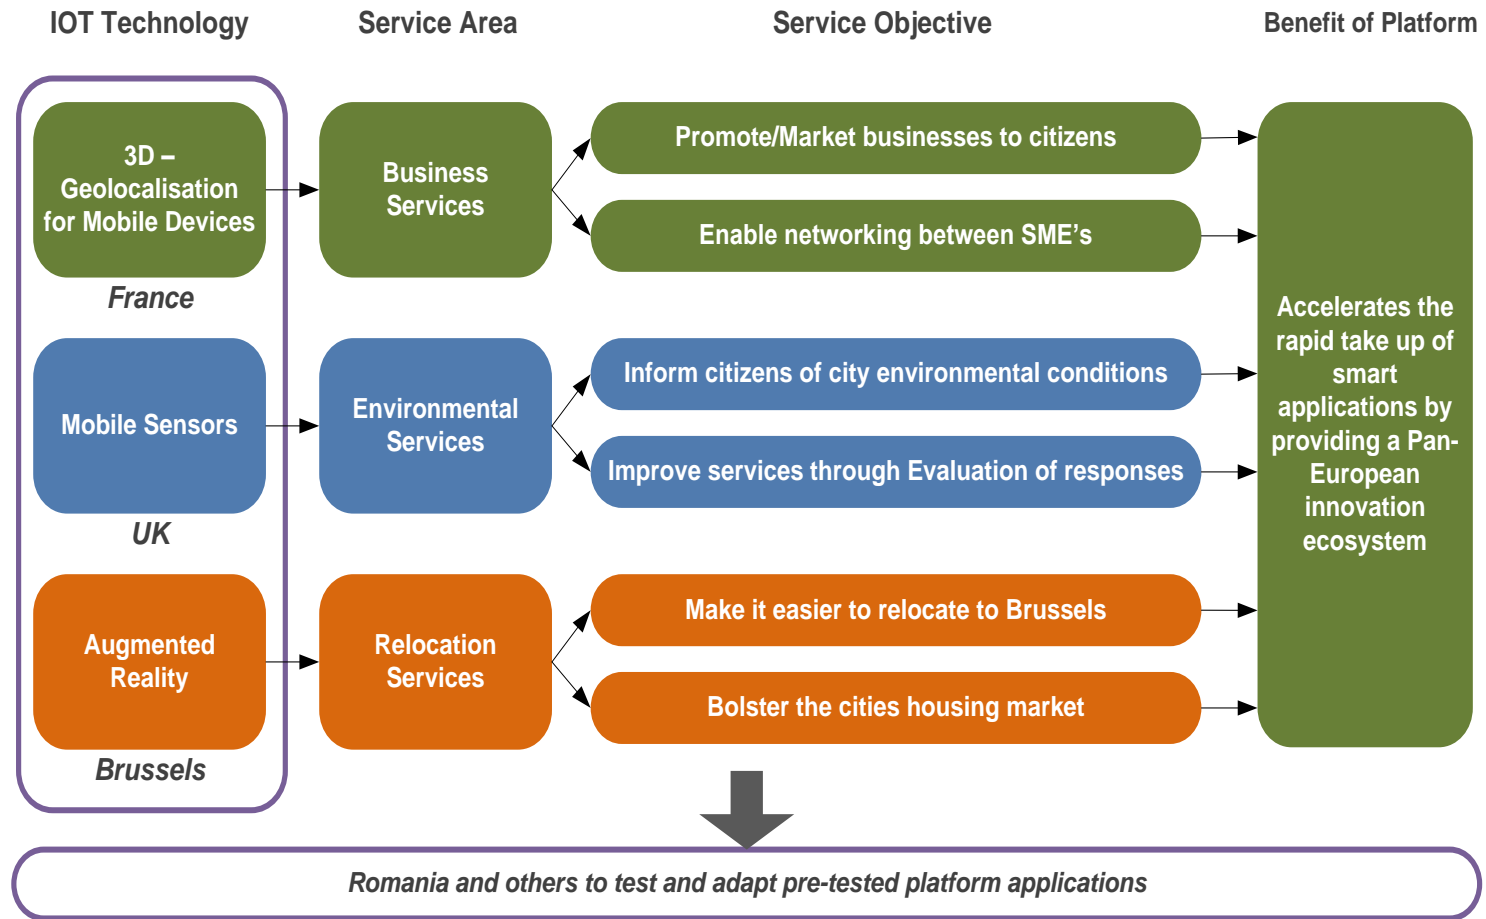 IOT Technology
Service Area
Service Objective
Benefit of Platform
3D –
Geolocalisation
for Mobile Devices
France
Business
Services
Promote/Market businesses to citizens
Enable networking between SME's
Mobile Sensors
UK
Environmental
Services
Inform citizens of city environmental conditions
Improve services through Evaluation of responses
Augmented
Reality
Brussels
Relocation
Services
Make it easier to relocate to Brussels
Bolster the cities housing market
Accelerates the
rapid take up of
smart
applications by
providing a Pan-
European
innovation
ecosystem
Romania and others to test and adapt pre-tested platform applications